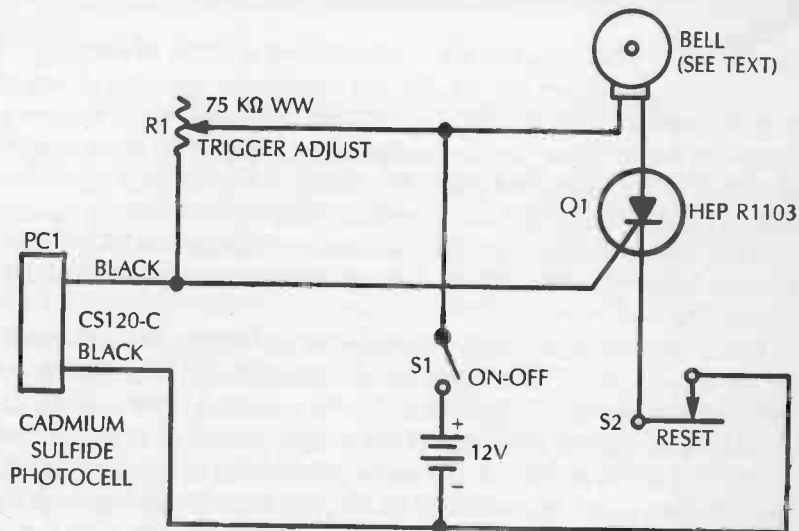 BELL
(SEE TEXT)
75 KΩ WW
R1
TRIGGER ADJUST
Q1
HEP R1103
PC1
BLACK
CS120-C
BLACK
S1
ON-OFF
+
12V
−
S2
RESET
CADMIUM
SULFIDE
PHOTOCELL